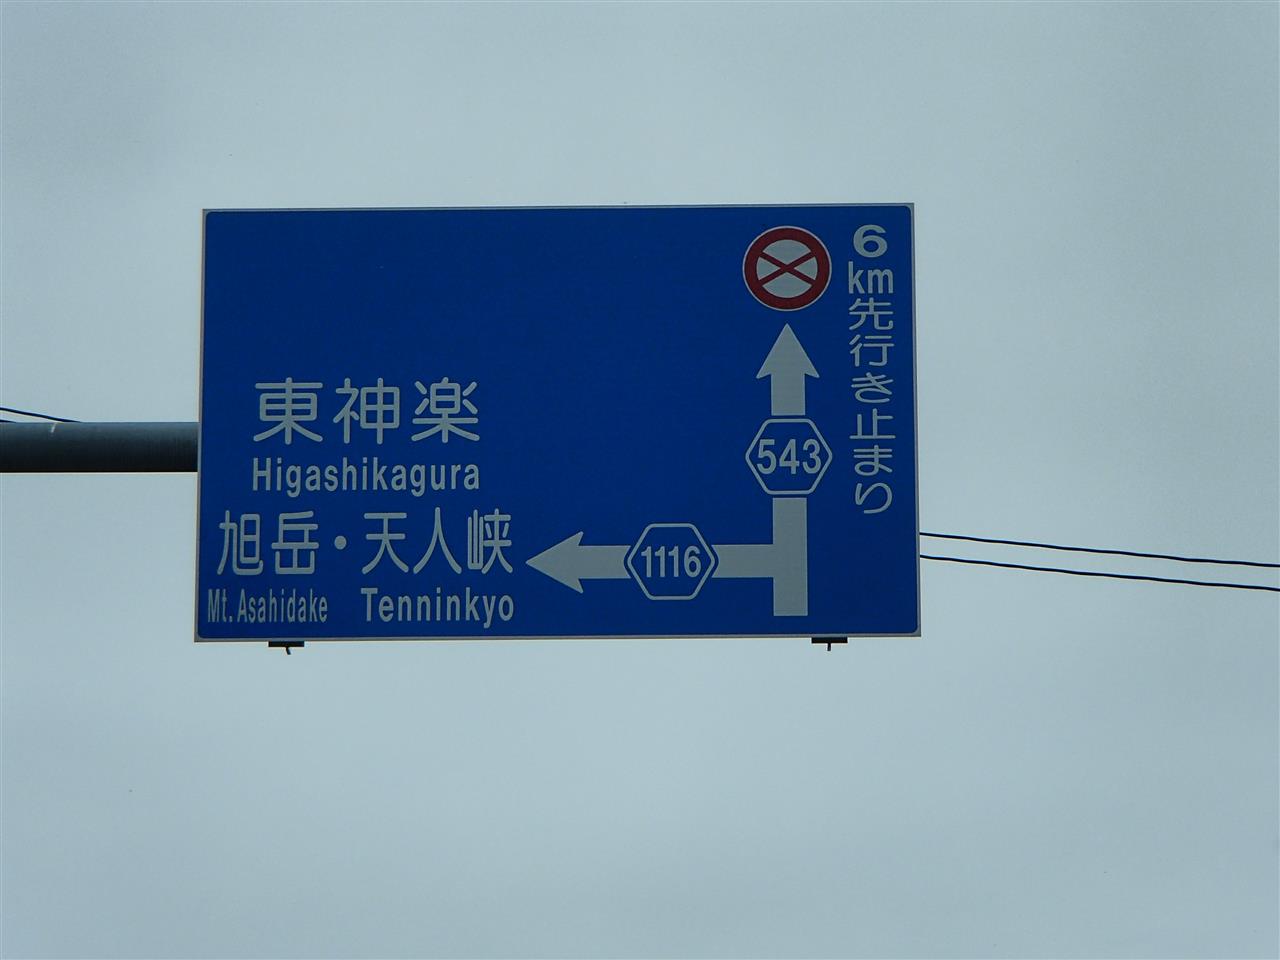 6km先行き止まり
543
東神楽
Higashikagura
旭岳・天人峡
Mt. Asahidake Tenninkyo
1116